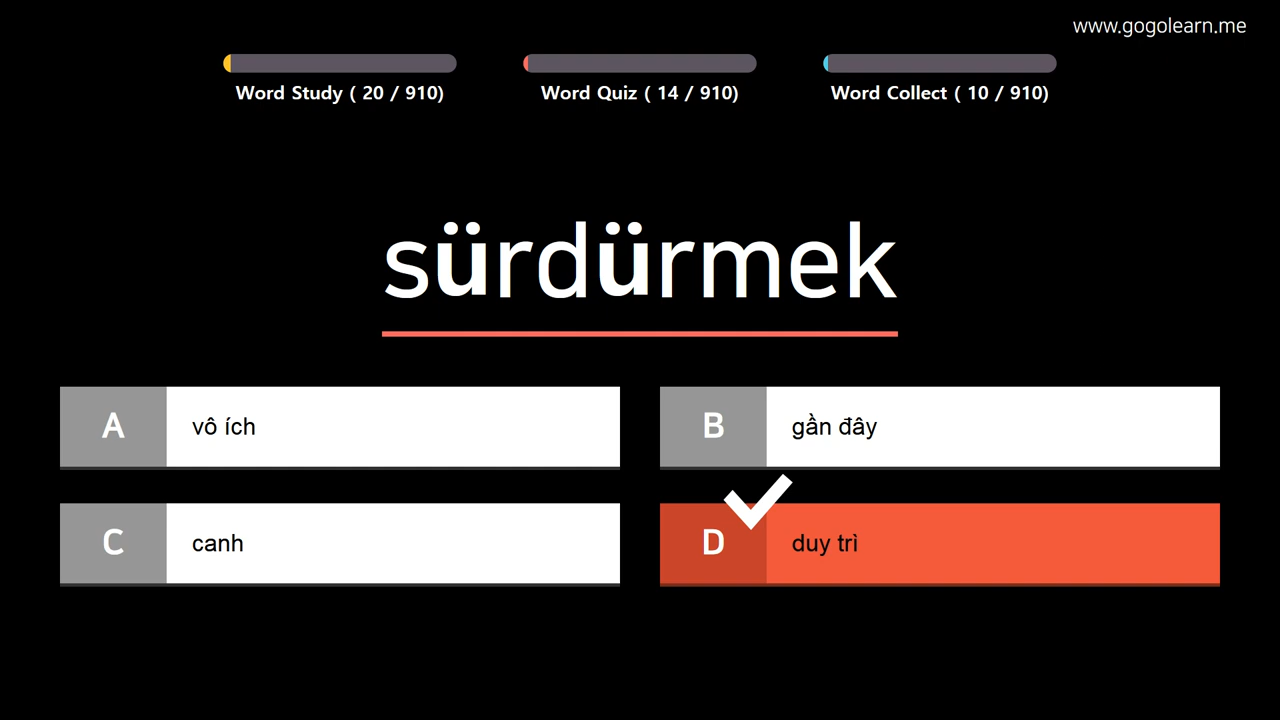 www.gogolearn.me
Word Study ( 20 / 910)
Word Quiz ( 14 / 910)
Word Collect ( 10 / 910)
sürdürmek
A vô ích
B gần đây
C canh
D duy trì